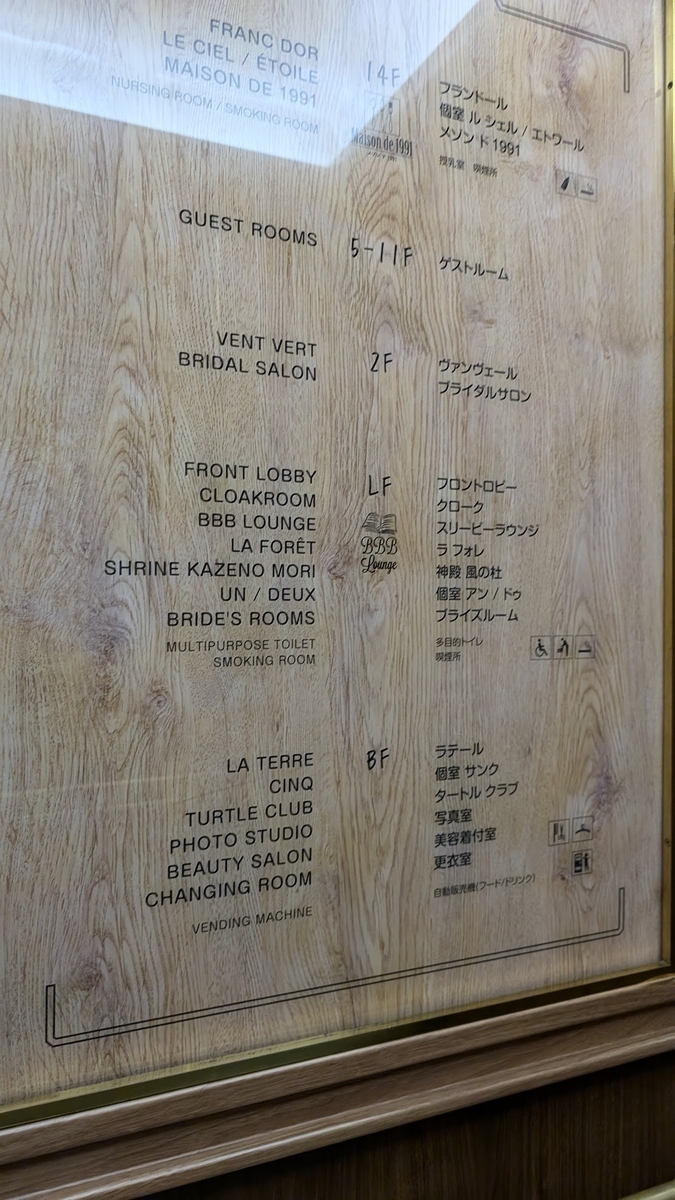 FRANC DOR
LE CIEL / ÉTOILE
MAISON DE 1991
NURSING ROOM / SMOKING ROOM
14F
Maison de 1991
フランドール
個室 ル シェル / エトワール
メゾン ド 1991
授乳室 喫煙所
GUEST ROOMS
5-11F
ゲストルーム
VENT VERT
BRIDAL SALON
2F
ヴァンヴェール
ブライダルサロン
FRONT LOBBY
CLOAKROOM
BBB LOUNGE
LA FORÊT
SHRINE KAZENO MORI
UN / DEUX
BRIDE'S ROOMS
MULTIPURPOSE TOILET
SMOKING ROOM
LF
BBB
Lounge
フロントロビー
クローク
スリービーラウンジ
ラ フォレ
神殿 風の杜
個室 アン / ドゥ
ブライズルーム
多目的トイレ
喫煙所
LA TERRE
CINQ
TURTLE CLUB
PHOTO STUDIO
BEAUTY SALON
CHANGING ROOM
VENDING MACHINE
BF
ラテール
個室 サンク
タートル クラブ
写真室
美容着付室
更衣室
自動販売機(フード/ドリンク)